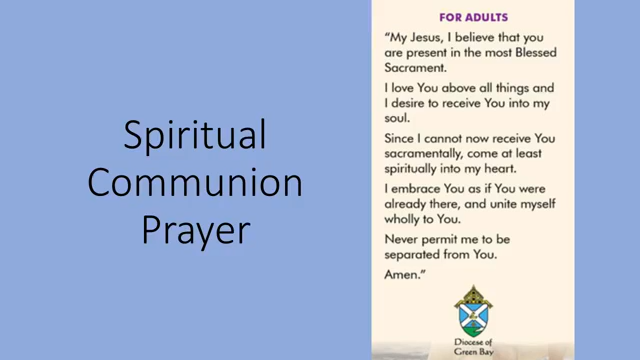 Spiritual
Communion
Prayer
FOR ADULTS
“My Jesus, I believe that you
are present in the most Blessed
Sacrament.
I love You above all things and
I desire to receive You into my
soul.
Since I cannot now receive You
sacramentally, come at least
spiritually into my heart.
I embrace You as if You were
already there, and unite myself
wholly to You.
Never permit me to be
separated from You.
Amen.”
Diocese of
Green Bay